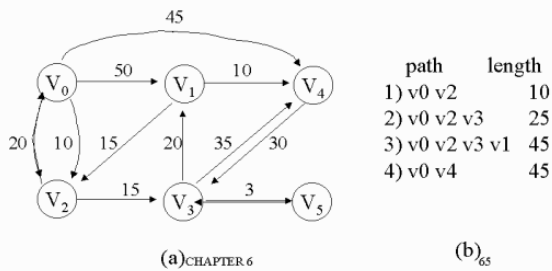 45
V0 50 V1 10 V4
20 10 15 20 35 30
V2 15 V3 3 V5
(a)CHAPTER 6
path length
1) v0 v2 10
2) v0 v2 v3 25
3) v0 v2 v3 v1 45
4) v0 v4 45
(b)65